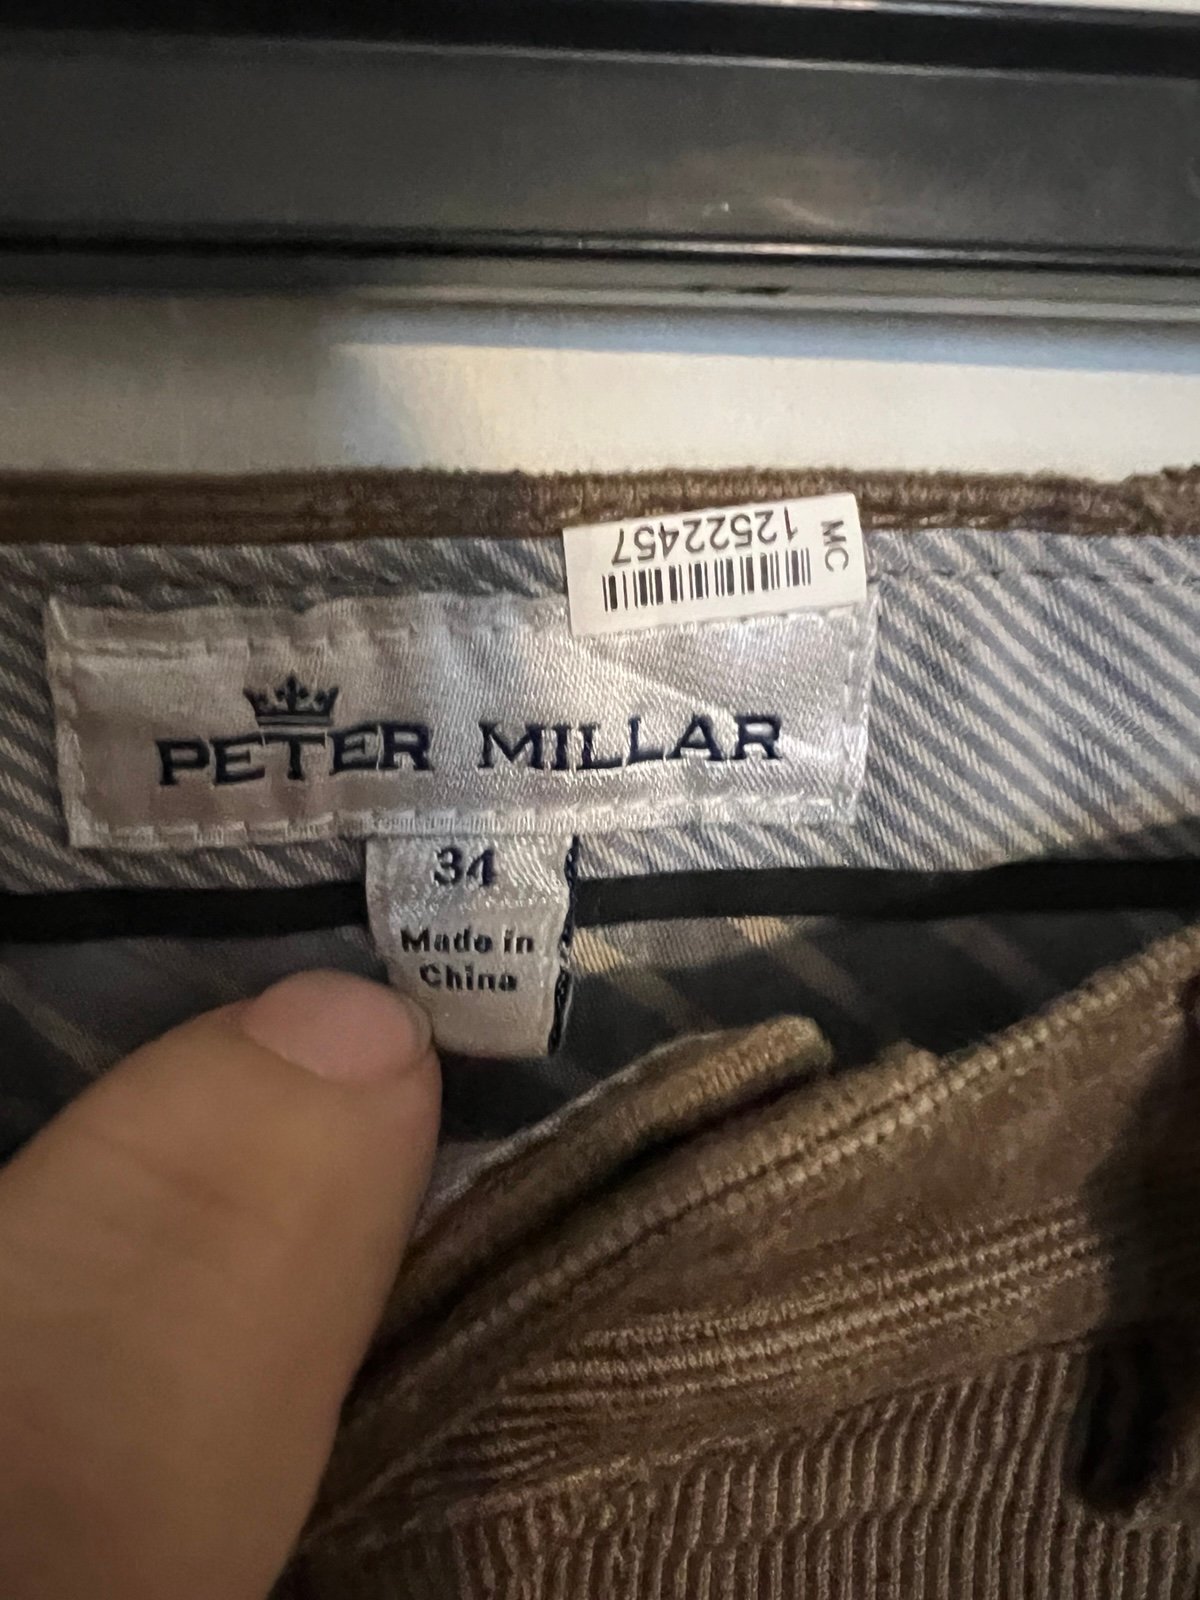 MC
12522457
PETER MILLAR
34
Made in
China